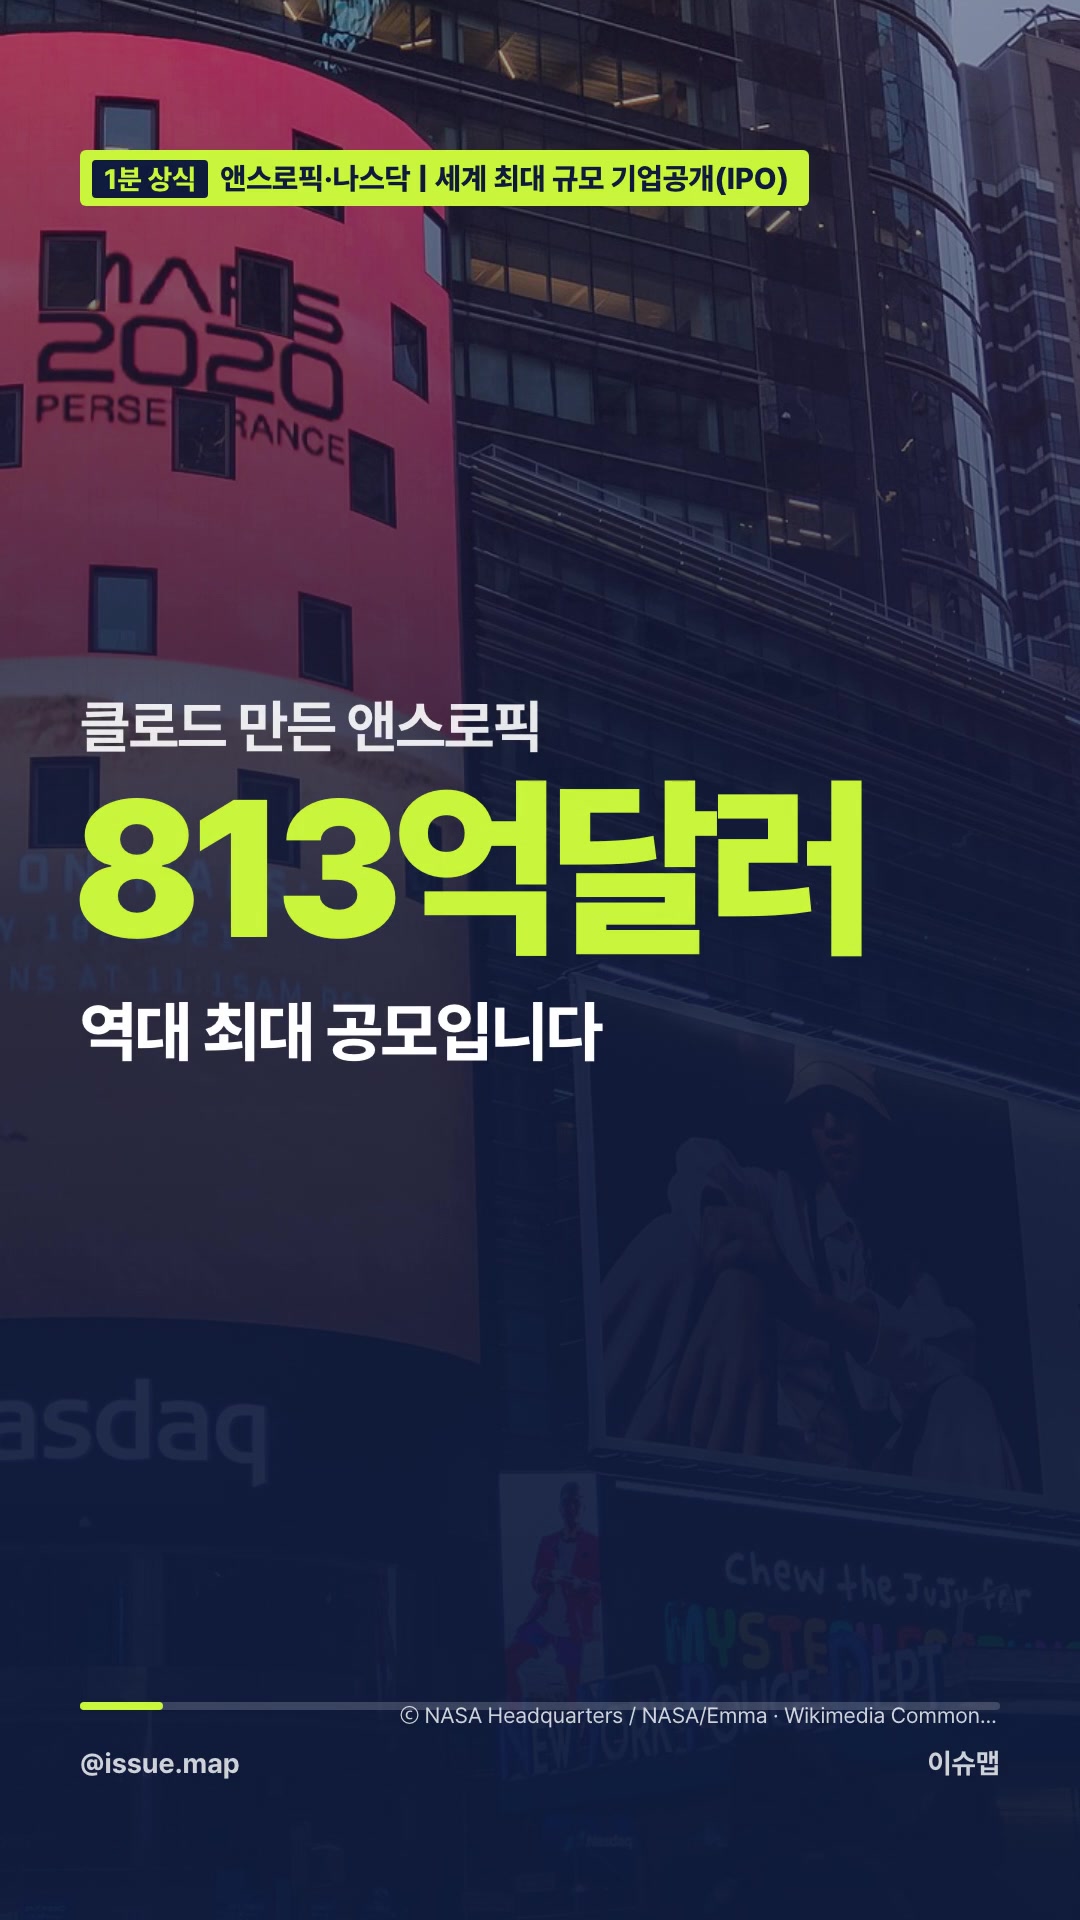 1분 상식 앤스로픽·나스닥 | 세계 최대 규모 기업공개(IPO)
2020
클로드 만든 앤스로픽
813억달러
역대 최대 공모입니다
asdaq
chew the JuJu for
© NASA Headquarters / NASA/Emma · Wikimedia Common...
@issue.map
이슈맵